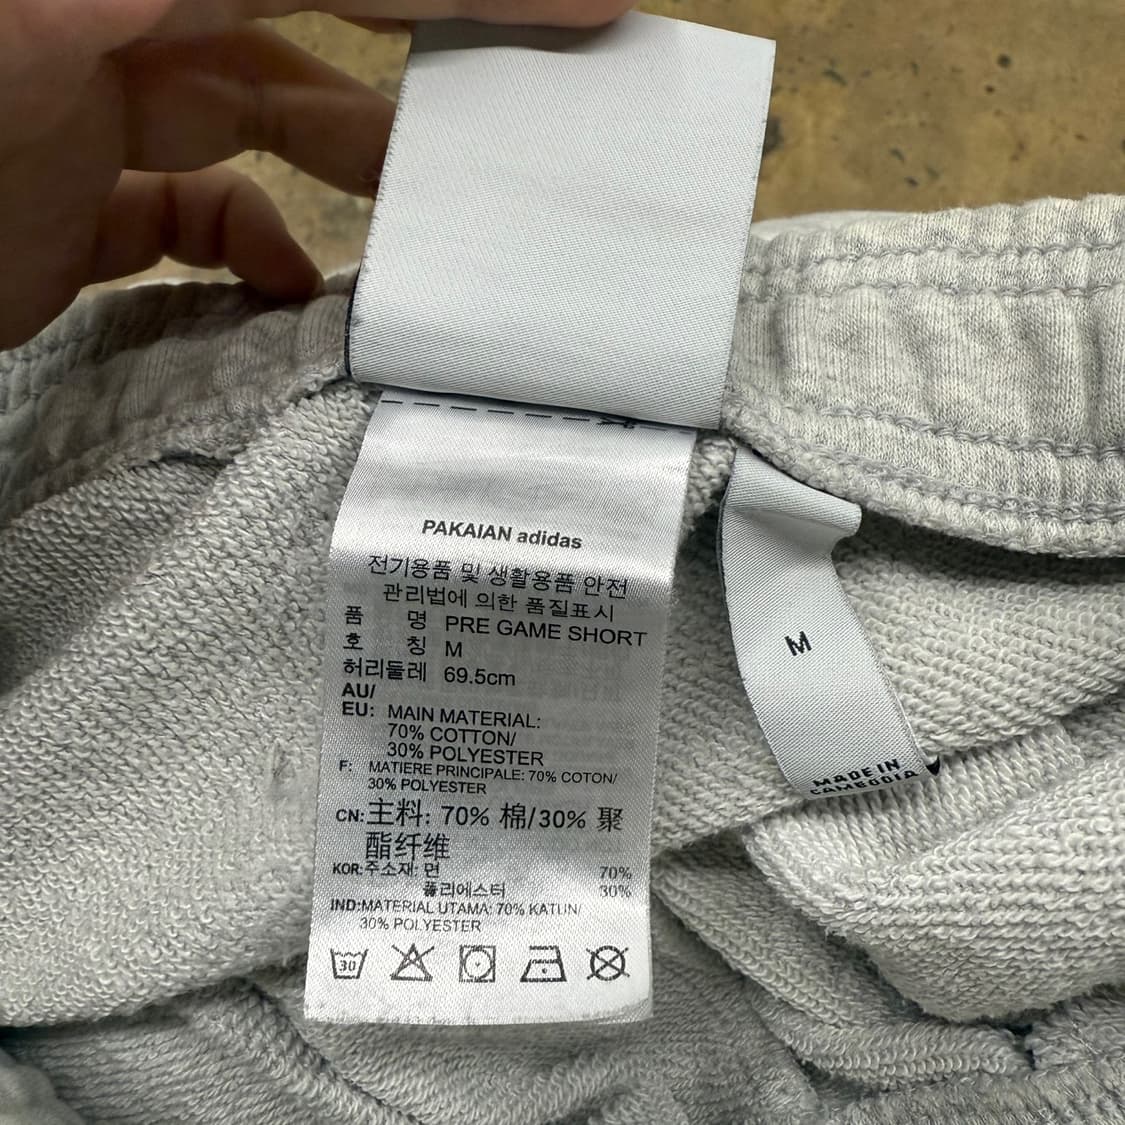 PAKAIAN adidas
전기용품 및 생활용품 안전
관리법에 의한 품질표시
품 명 PRE GAME SHORT
호 칭 M
허리둘레 69.5cm
AU/
EU: MAIN MATERIAL:
70% COTTON/
30% POLYESTER
F: MATIERE PRINCIPALE: 70% COTON/
30% POLYESTER
CN:主料: 70% 棉/30% 聚
酯纤维
KOR:주소재: 면 70%
폴리에스터 30%
IND:MATERIAL UTAMA: 70% KATUN/
30% POLYESTER
30
M
MADE IN
CAMBODIA